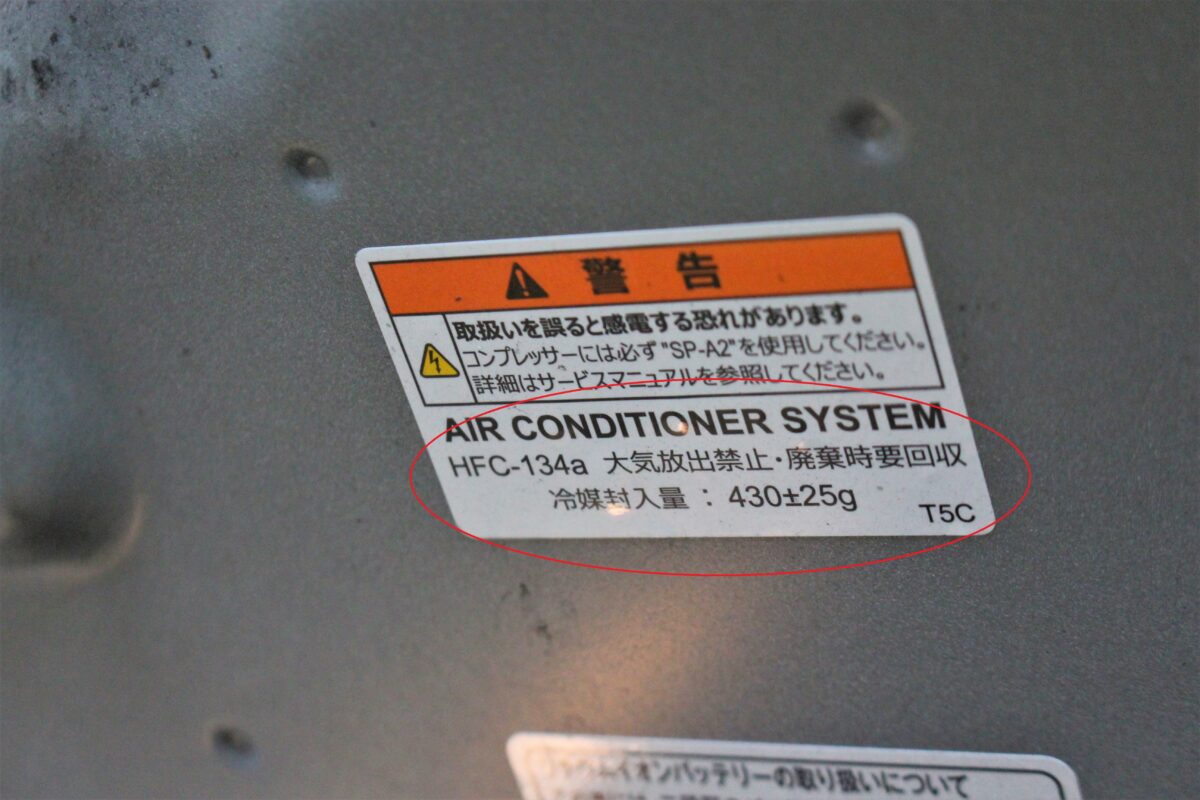 警告
取扱いを誤ると感電する恐れがあります。
コンプレッサーには必ず"SP-A2"を使用してください。
詳細はサービスマニュアルを参照してください。
AIR CONDITIONER SYSTEM
HFC-134a 大気放出禁止・廃棄時要回収
冷媒封入量：430±25g
T5C
イオンバッテリーの取り扱いについて